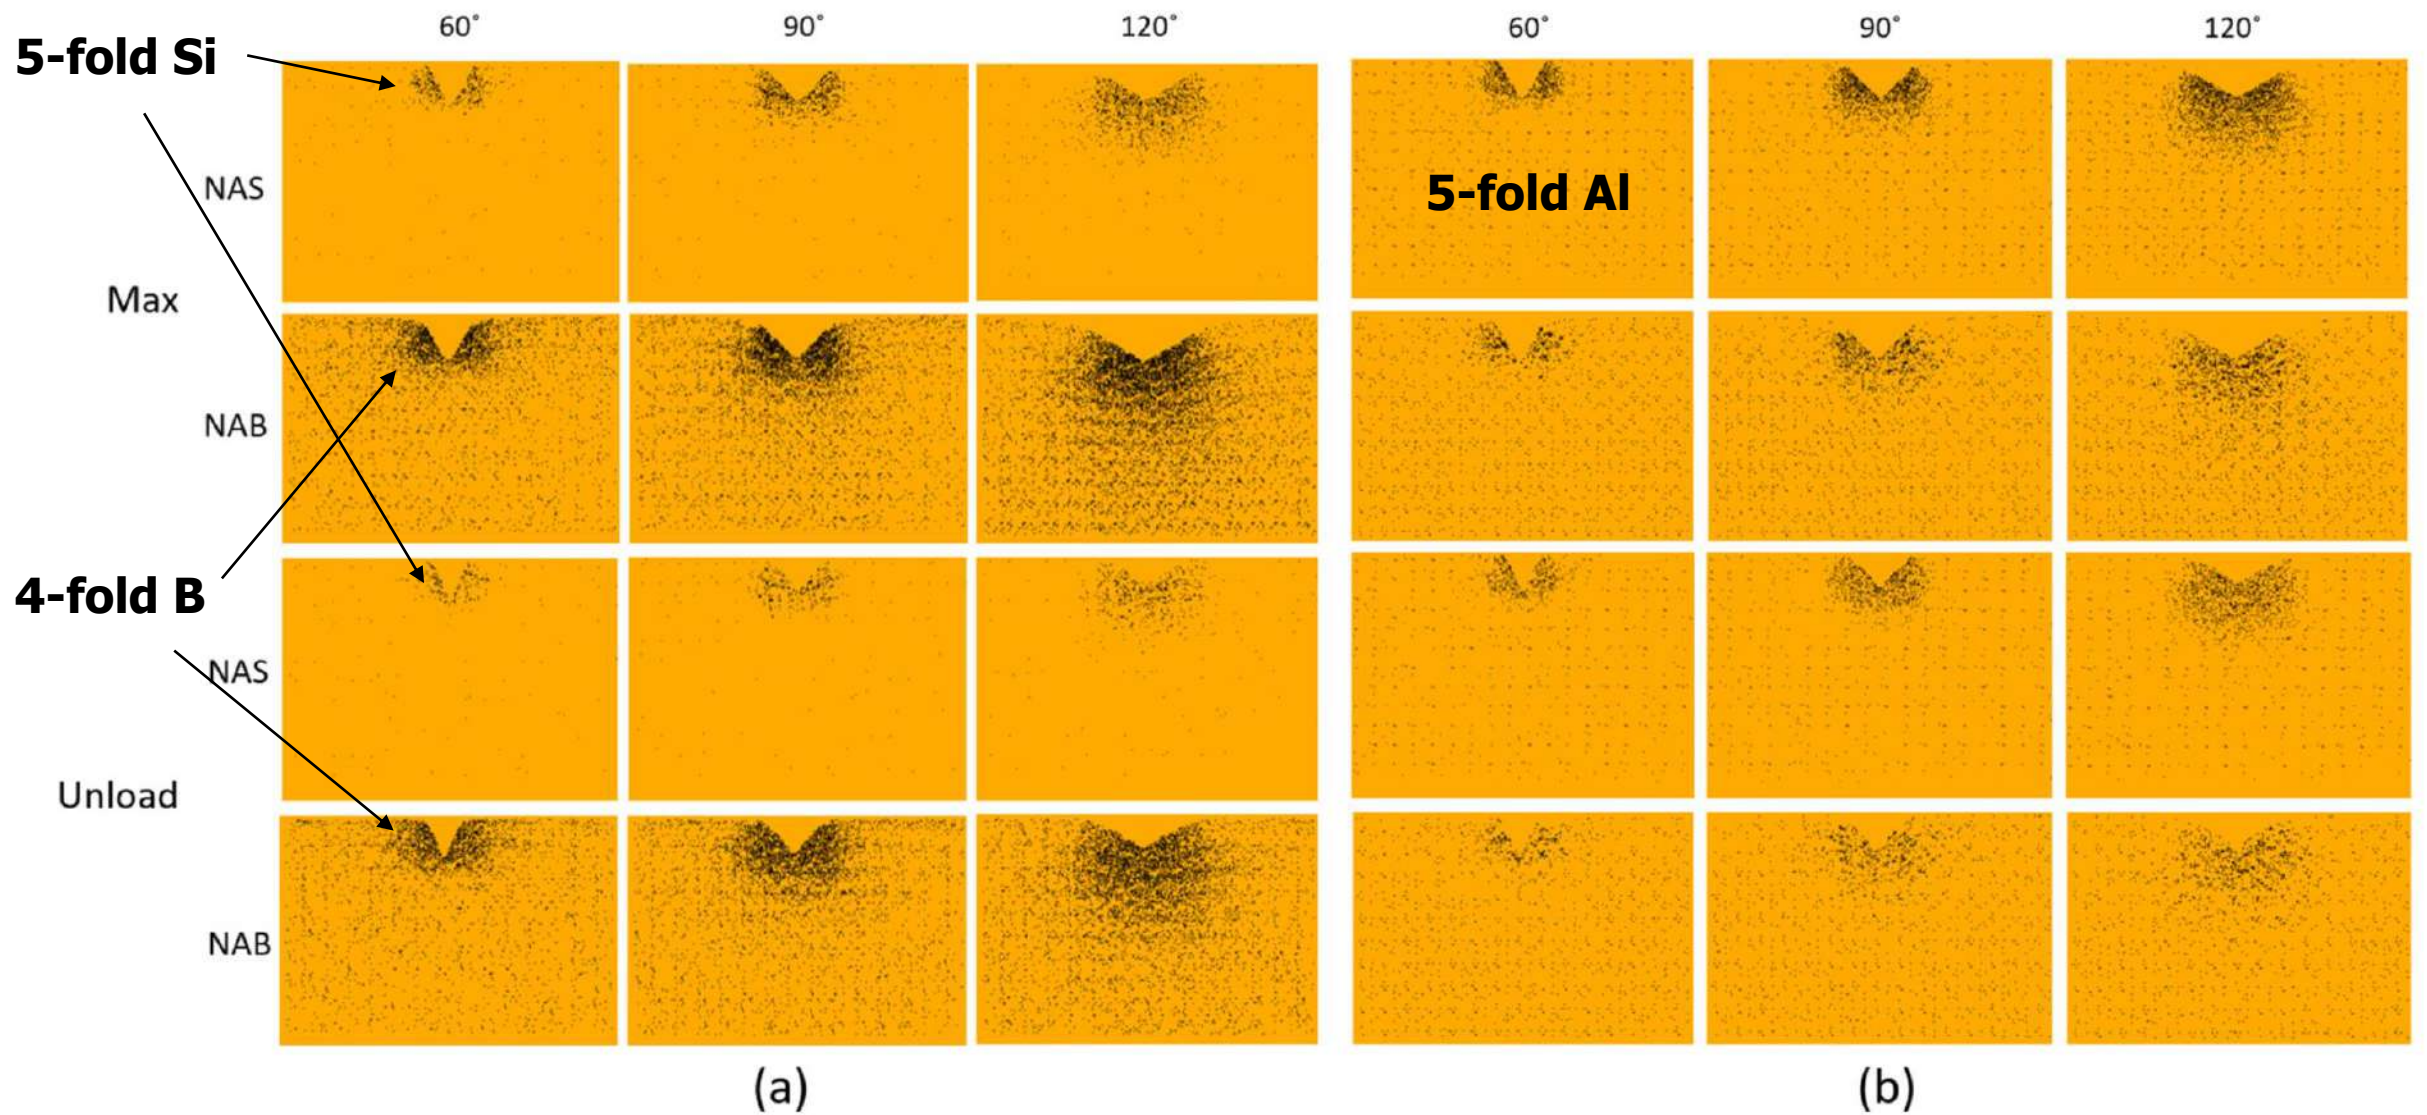 60° 90° 120° 60° 90° 120°
5-fold Si
NAS
5-fold Al
Max
NAB
4-fold B
NAS
Unload
NAB
(a) (b)